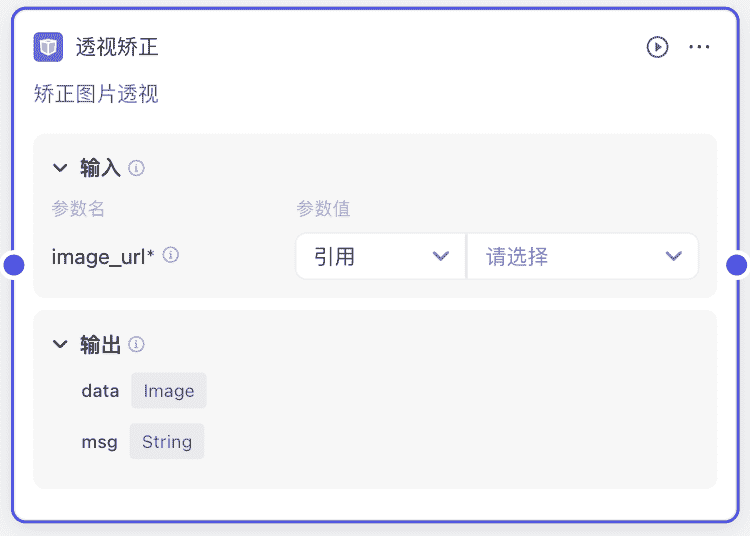 透视矫正
矫正图片透视
输入
参数名 参数值
image_url* 引用 请选择
输出
data Image
msg String